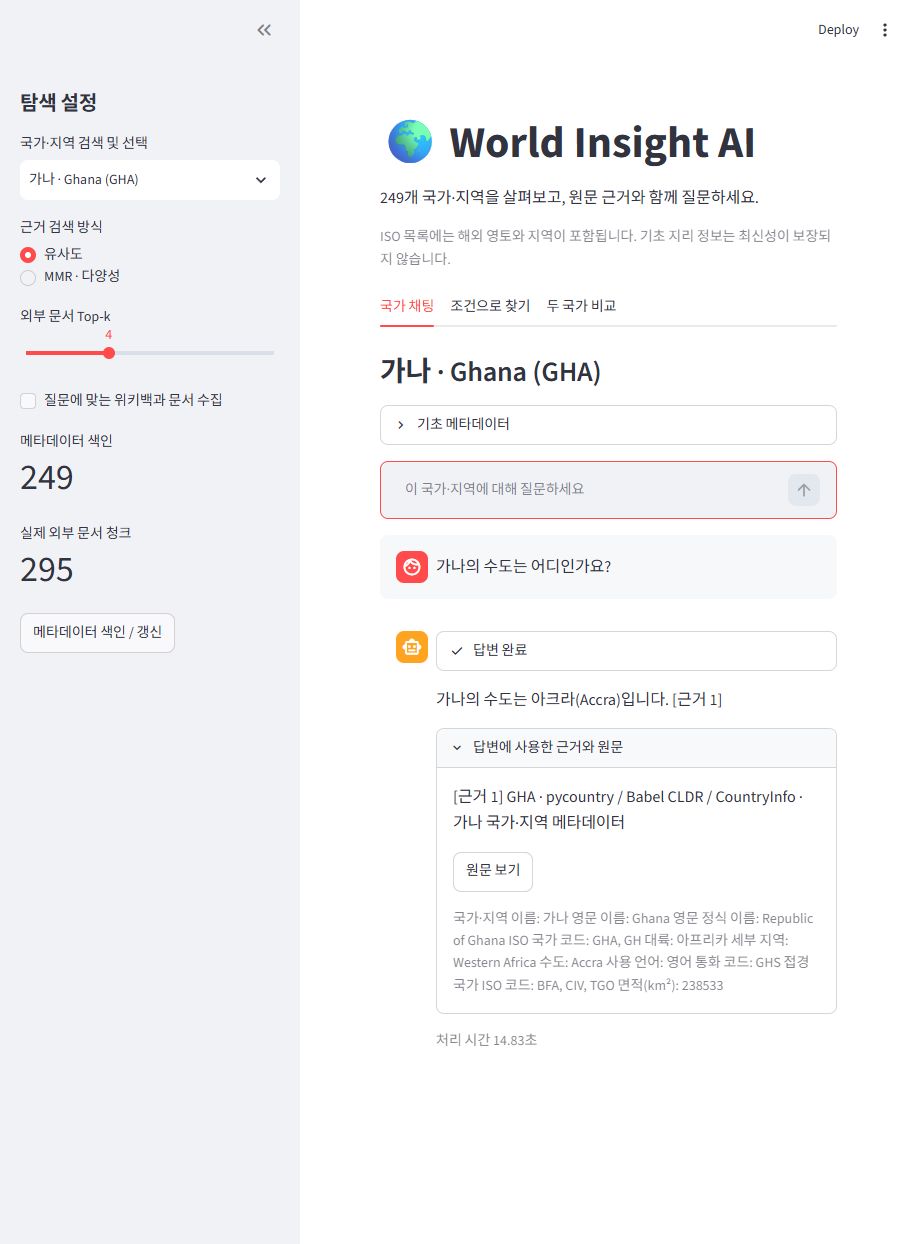 Deploy
탐색 설정
국가·지역 검색 및 선택
가나 · Ghana (GHA)
근거 검색 방식
유사도
MMR · 다양성
외부 문서 Top-k
4
질문에 맞는 위키백과 문서 수집
메타데이터 색인
249
실제 외부 문서 청크
295
메타데이터 색인 / 갱신
World Insight AI
249개 국가·지역을 살펴보고, 원문 근거와 함께 질문하세요.
ISO 목록에는 해외 영토와 지역이 포함됩니다. 기초 지리 정보는 최신성이 보장되
지 않습니다.
국가 채팅 조건으로 찾기 두 국가 비교
가나 · Ghana (GHA)
기초 메타데이터
이 국가·지역에 대해 질문하세요
가나의 수도는 어디인가요?
답변 완료
가나의 수도는 아크라(Accra)입니다. [근거 1]
답변에 사용한 근거와 원문
[근거 1] GHA · pycountry / Babel CLDR / CountryInfo ·
가나 국가·지역 메타데이터
원문 보기
국가·지역 이름: 가나 영문 이름: Ghana 영문 정식 이름: Republic
of Ghana ISO 국가 코드: GHA, GH 대륙: 아프리카 세부 지역:
Western Africa 수도: Accra 사용 언어: 영어 통화 코드: GHS 접경
국가 ISO 코드: BFA, CIV, TGO 면적(km²): 238533
처리 시간 14.83초